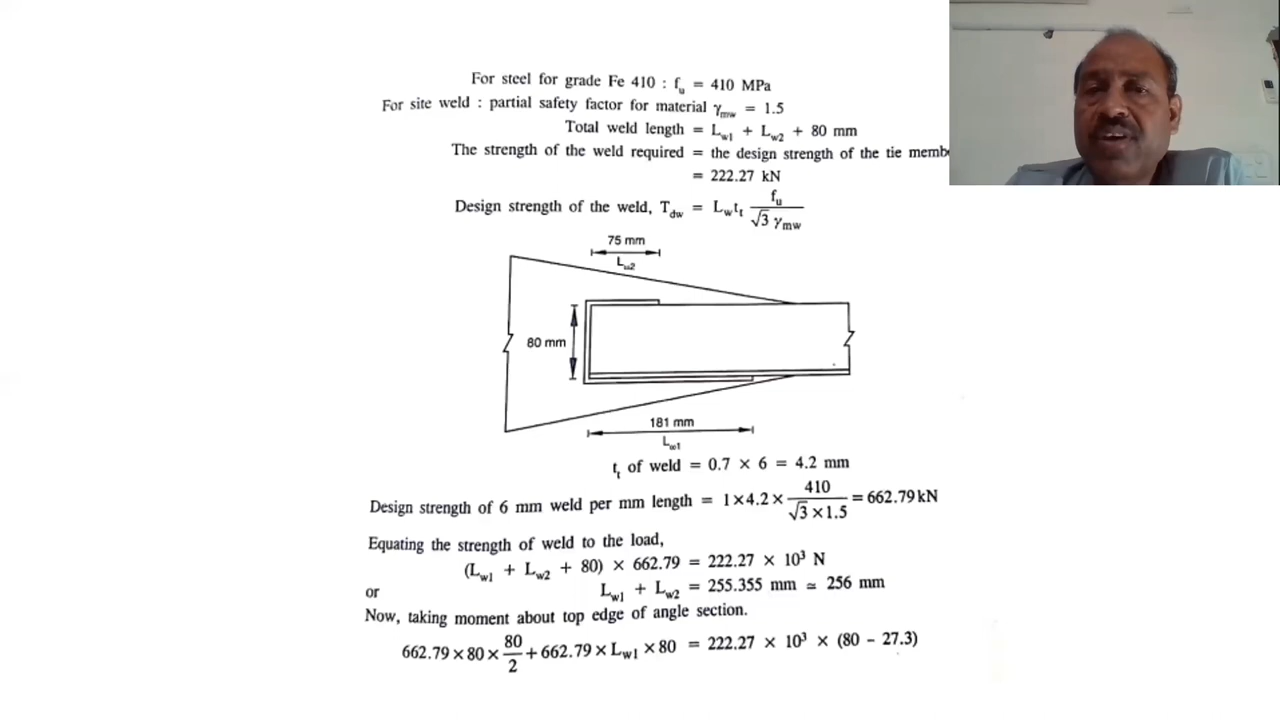 For steel for grade Fe 410 : fu = 410 MPa
For site weld : partial safety factor for material γmw = 1.5
Total weld length = Lw1 + Lw2 + 80 mm
The strength of the weld required = the design strength of the tie memb
= 222.27 kN
Design strength of the weld, Tdw = Lwtt fu / √3 γmw
75 mm
Lw2
80 mm
181 mm
Lw1
tt of weld = 0.7 × 6 = 4.2 mm
Design strength of 6 mm weld per mm length = 1×4.2× 410 / √3 ×1.5 = 662.79 kN
Equating the strength of weld to the load,
(Lw1 + Lw2 + 80) × 662.79 = 222.27 × 10³ N
or Lw1 + Lw2 = 255.355 mm ≃ 256 mm
Now, taking moment about top edge of angle section.
662.79 × 80 × 80/2 + 662.79 × Lw1 × 80 = 222.27 × 10³ × (80 − 27.3)